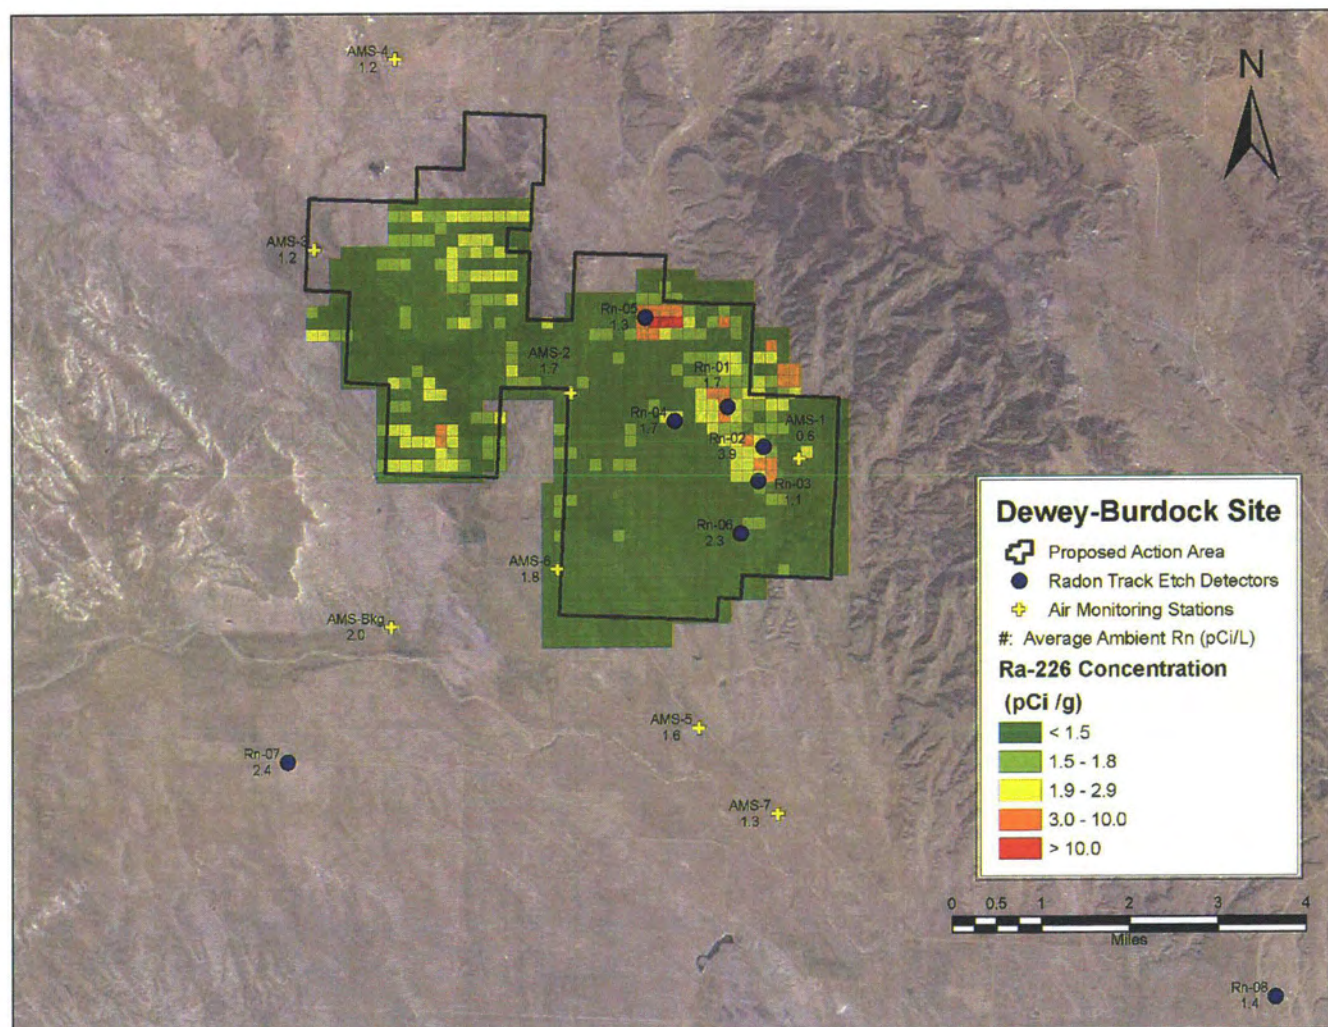 AMS-4
1.2
N
AMS-3
1.2
Rn-05
1.3
AMS-2
1.7
Rn-01
1.7
Rn-04
1.7
AMS-1
0.6
Rn-02
3.9
Rn-03
1.1
Rn-06
2.3
AMS-6
1.8
AMS-Bkg
2.0
AMS-5
1.6
Rn-07
2.4
AMS-7
1.3
Dewey-Burdock Site
Proposed Action Area
Radon Track Etch Detectors
Air Monitoring Stations
#: Average Ambient Rn (pCi/L)
Ra-226 Concentration
(pCi /g)
< 1.5
1.5 - 1.8
1.9 - 2.9
3.0 - 10.0
> 10.0
0 0.5 1 2 3 4
Miles
Rn-08
1.4